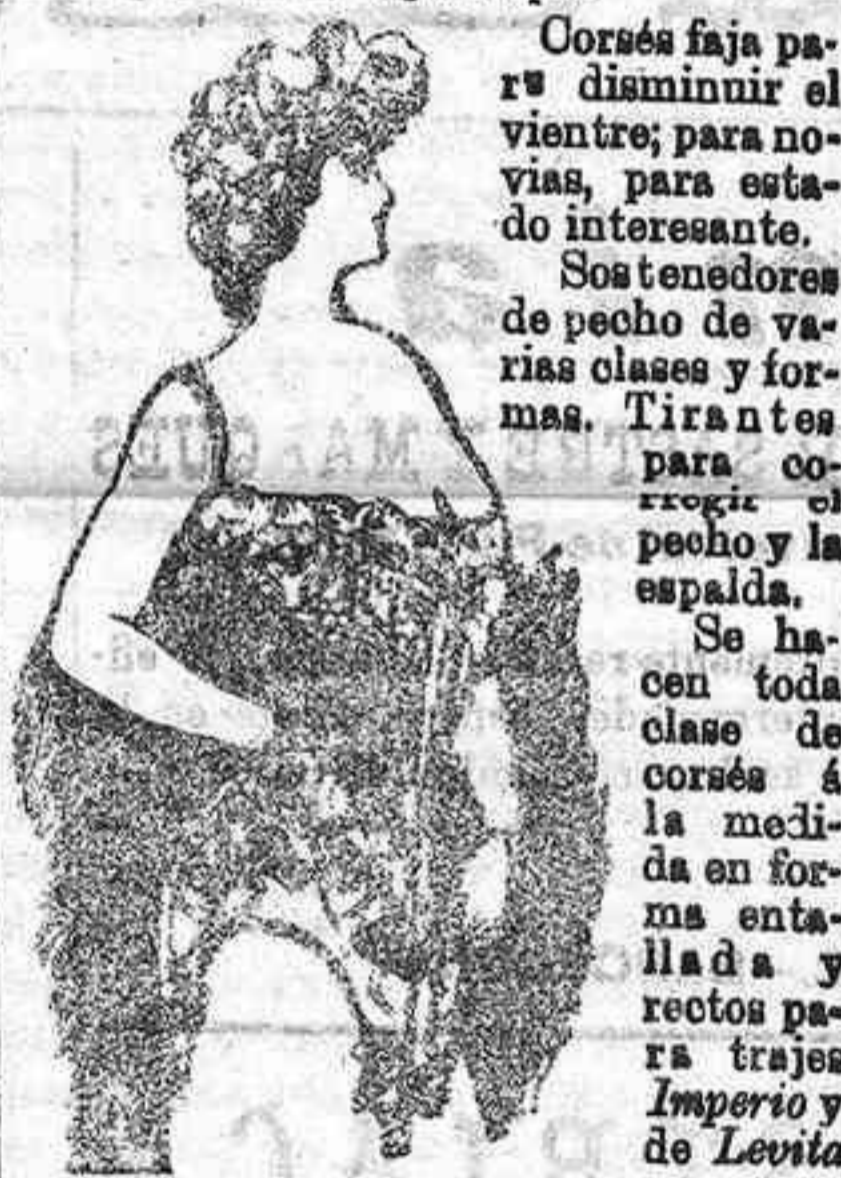 Corsés faja pa-
ra disminuir el
vientre; para no-
vias, para esta-
do interesante.
Sostenedores
de pecho de va-
rias clases y for-
mas. Tirantes
para co-
rregir el
pecho y la
espalda.
Se ha-
cen toda
clase de
corsés á
la medi-
da en for-
ma enta-
llada y
rectos pa-
ra trajes
Imperio y
de Levita